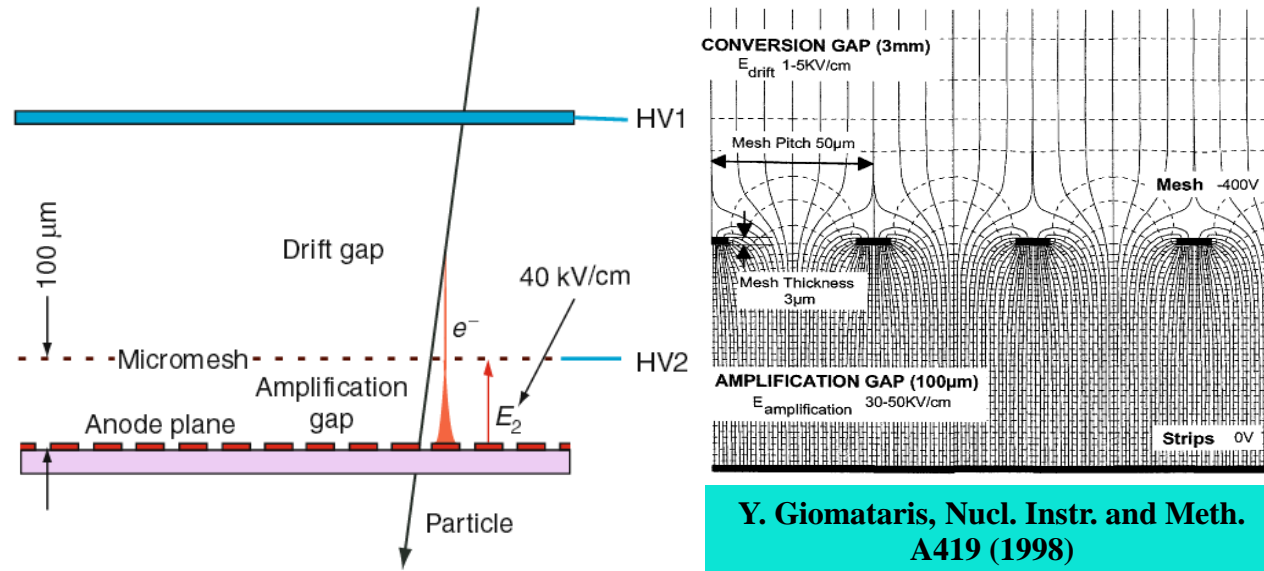 HV1
Drift gap
100 μm
40 kV/cm
e⁻
Micromesh
HV2
Amplification
gap
E₂
Anode plane
Particle
CONVERSION GAP (3mm)
E drift 1-5KV/cm
Mesh Pitch 50μm
Mesh -400V
Mesh Thickness
3μm
AMPLIFICATION GAP (100μm)
E amplification 30-50KV/cm
Strips 0V
Y. Giomataris, Nucl. Instr. and Meth.
A419 (1998)